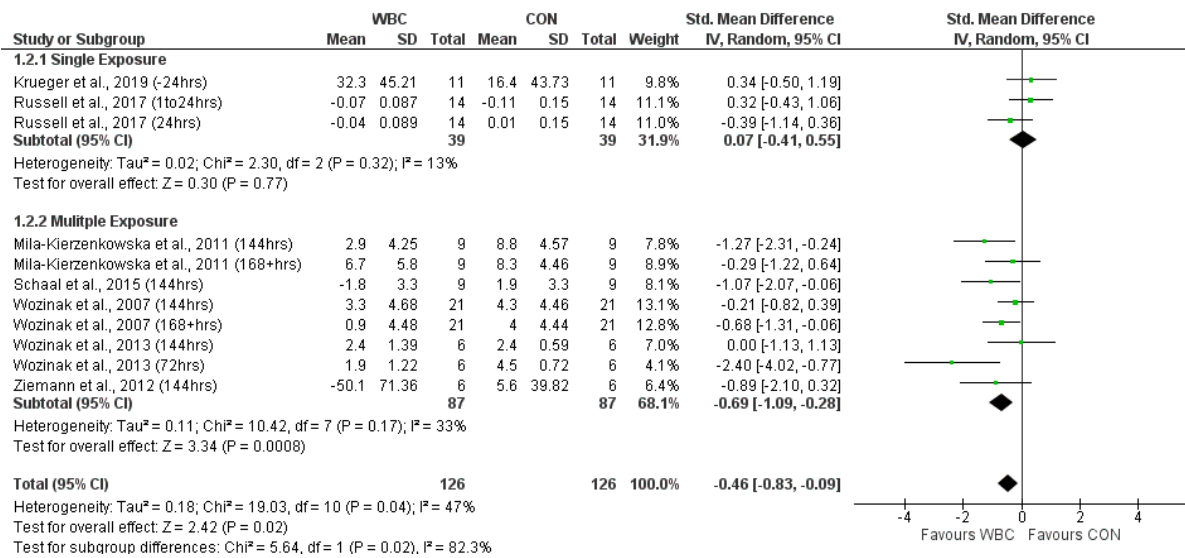 WBC CON Std. Mean Difference Std. Mean Difference
Study or Subgroup Mean SD Total Mean SD Total Weight IV, Random, 95% CI IV, Random, 95% CI
1.2.1 Single Exposure
Krueger et al., 2019 (-24hrs) 32.3 45.21 11 16.4 43.73 11 9.8% 0.34 [-0.50, 1.19]
Russell et al., 2017 (1to24hrs) -0.07 0.087 14 -0.11 0.15 14 11.1% 0.32 [-0.43, 1.06]
Russell et al., 2017 (24hrs) -0.04 0.089 14 0.01 0.15 14 11.0% -0.39 [-1.14, 0.36]
Subtotal (95% CI) 39 39 31.9% 0.07 [-0.41, 0.55]
Heterogeneity: Tau² = 0.02; Chi² = 2.30, df = 2 (P = 0.32); I² = 13%
Test for overall effect: Z = 0.30 (P = 0.77)
1.2.2 Mulitple Exposure
Mila-Kierzenkowska et al., 2011 (144hrs) 2.9 4.25 9 8.8 4.57 9 7.8% -1.27 [-2.31, -0.24]
Mila-Kierzenkowska et al., 2011 (168+hrs) 6.7 5.8 9 8.3 4.46 9 8.9% -0.29 [-1.22, 0.64]
Schaal et al., 2015 (144hrs) -1.8 3.3 9 1.9 3.3 9 8.1% -1.07 [-2.07, -0.06]
Wozinak et al., 2007 (144hrs) 3.3 4.68 21 4.3 4.46 21 13.1% -0.21 [-0.82, 0.39]
Wozinak et al., 2007 (168+hrs) 0.9 4.48 21 4 4.44 21 12.8% -0.68 [-1.31, -0.06]
Wozinak et al., 2013 (144hrs) 2.4 1.39 6 2.4 0.59 6 7.0% 0.00 [-1.13, 1.13]
Wozinak et al., 2013 (72hrs) 1.9 1.22 6 4.5 0.72 6 4.1% -2.40 [-4.02, -0.77]
Ziemann et al., 2012 (144hrs) -50.1 71.36 6 5.6 39.82 6 6.4% -0.89 [-2.10, 0.32]
Subtotal (95% CI) 87 87 68.1% -0.69 [-1.09, -0.28]
Heterogeneity: Tau² = 0.11; Chi² = 10.42, df = 7 (P = 0.17); I² = 33%
Test for overall effect: Z = 3.34 (P = 0.0008)
Total (95% CI) 126 126 100.0% -0.46 [-0.83, -0.09]
Heterogeneity: Tau² = 0.18; Chi² = 19.03, df = 10 (P = 0.04); I² = 47%
Test for overall effect: Z = 2.42 (P = 0.02)
Test for subgroup differences: Chi² = 5.64, df = 1 (P = 0.02), I² = 82.3%
-4 -2 0 2 4
Favours WBC Favours CON